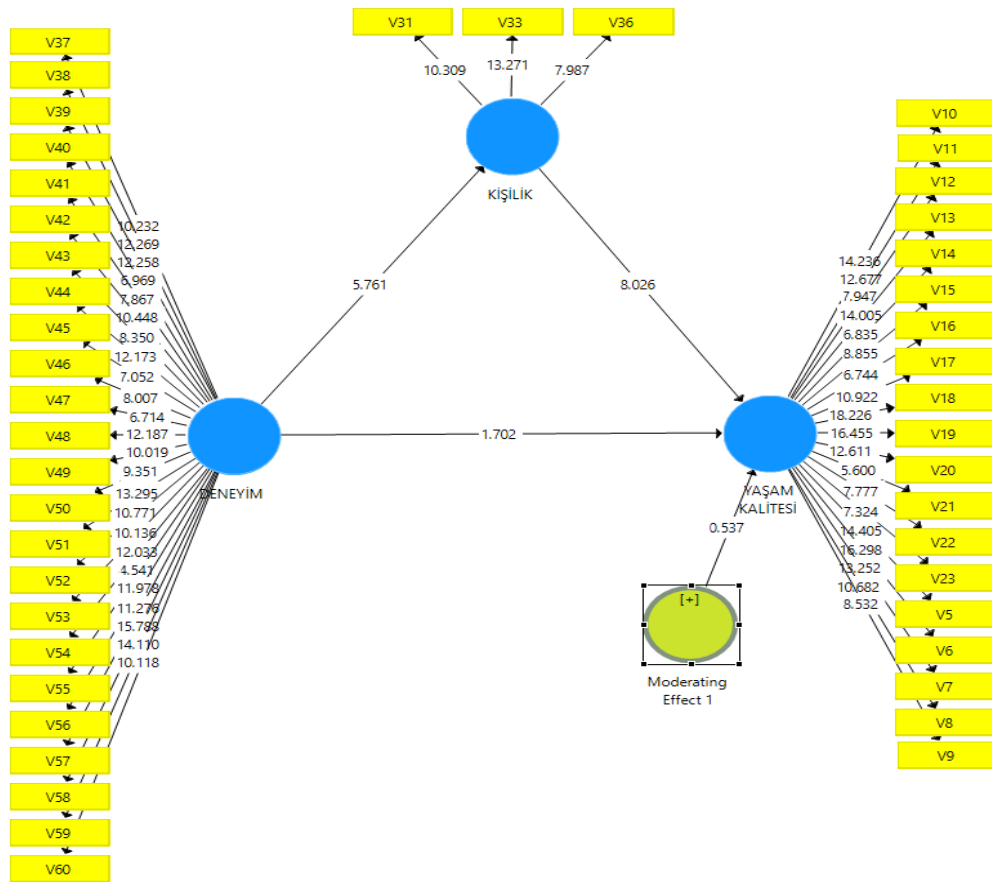 V31
V33
V36
10.309
13.271
7.987
KİŞİLİK
V37
V38
V39
V40
V41
V42
V43
V44
V45
V46
V47
V48
V49
V50
V51
V52
V53
V54
V55
V56
V57
V58
V59
V60
10.232
12.269
12.258
6.969
7.867
10.448
8.350
12.173
7.052
8.007
6.714
12.187
10.019
9.351
13.295
10.771
10.136
12.033
4.541
11.978
11.276
15.788
14.110
10.118
DENEYİM
5.761
8.026
1.702
0.537
YAŞAM
KALİTESİ
[+]
Moderating
Effect 1
14.236
12.677
7.947
14.005
6.835
8.855
6.744
10.922
18.226
16.455
12.611
5.600
7.777
7.324
14.405
16.298
13.252
10.682
8.532
V10
V11
V12
V13
V14
V15
V16
V17
V18
V19
V20
V21
V22
V23
V5
V6
V7
V8
V9